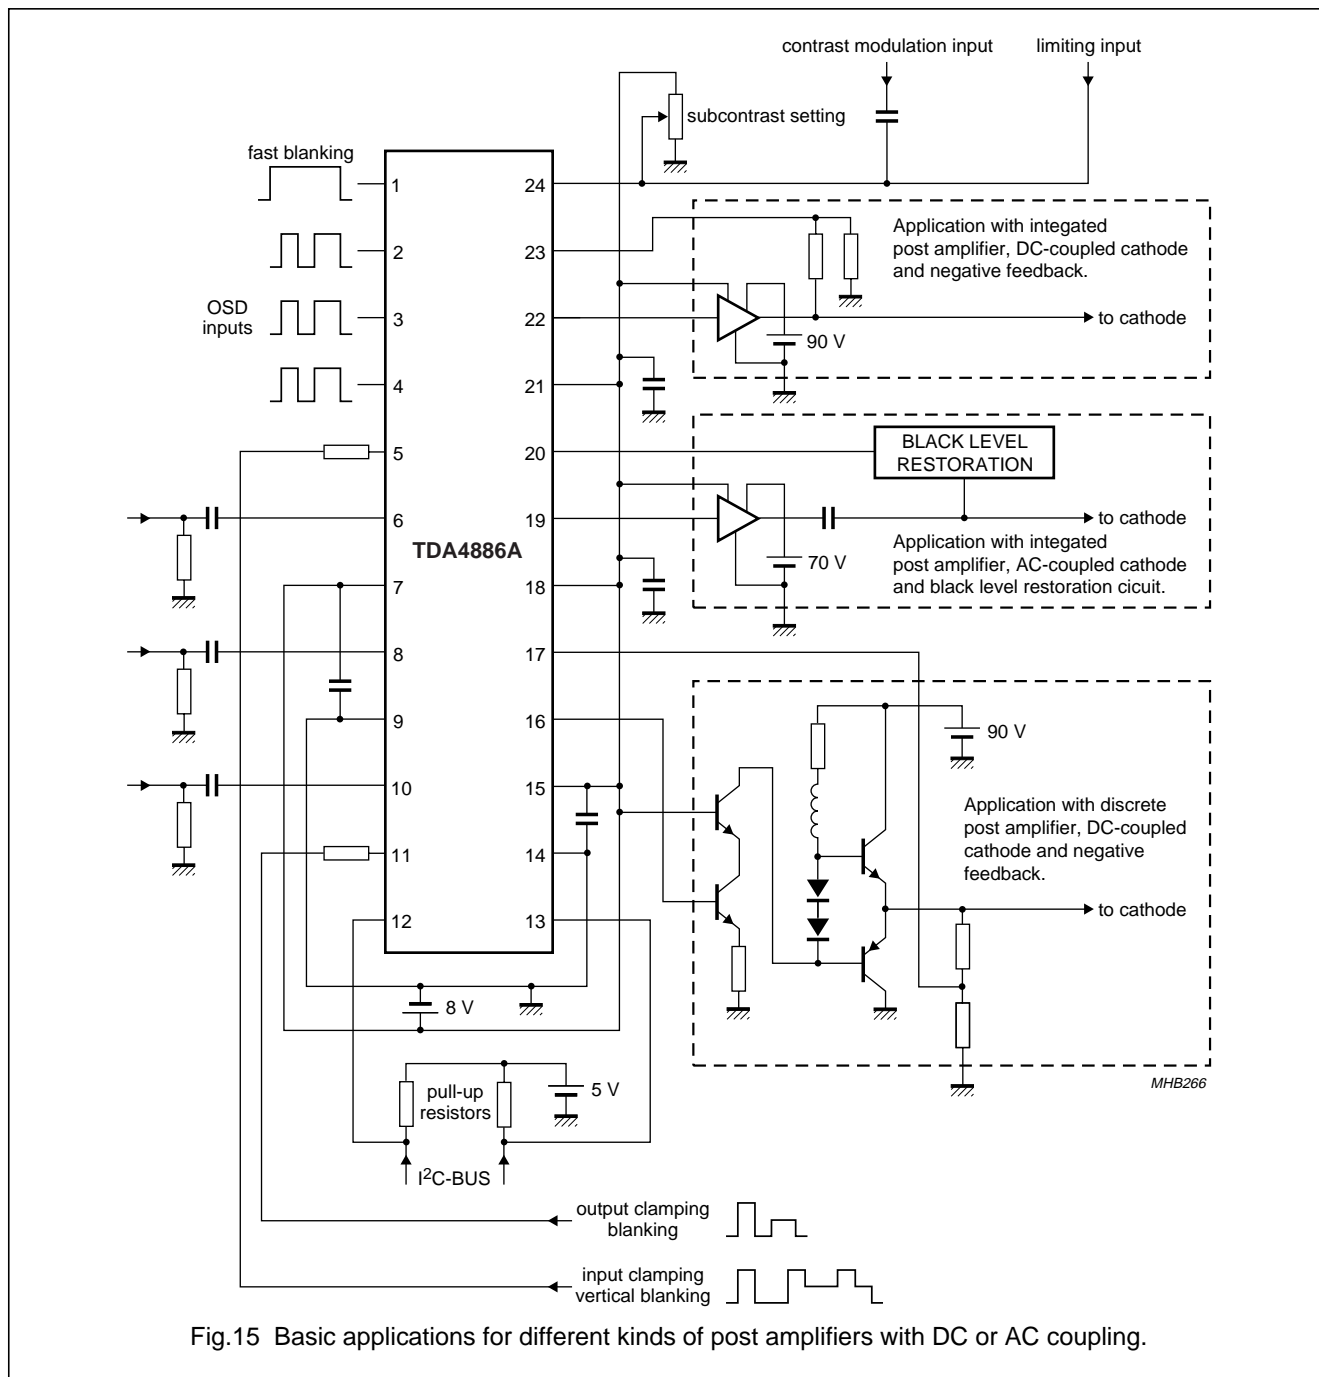 contrast modulation input
limiting input
subcontrast setting
fast blanking
1
24
Application with integated
post amplifier, DC-coupled cathode
and negative feedback.
2
23
OSD
inputs
3
22
to cathode
90 V
4
21
5
20
BLACK LEVEL
RESTORATION
6
19
to cathode
TDA4886A
Application with integated
post amplifier, AC-coupled cathode
and black level restoration cicuit.
70 V
7
18
8
17
9
16
90 V
10
15
Application with discrete
post amplifier, DC-coupled
cathode and negative
feedback.
11
14
12
13
to cathode
8 V
pull-up
resistors
5 V
MHB266
I2C-BUS
output clamping
blanking
input clamping
vertical blanking
Fig.15 Basic applications for different kinds of post amplifiers with DC or AC coupling.